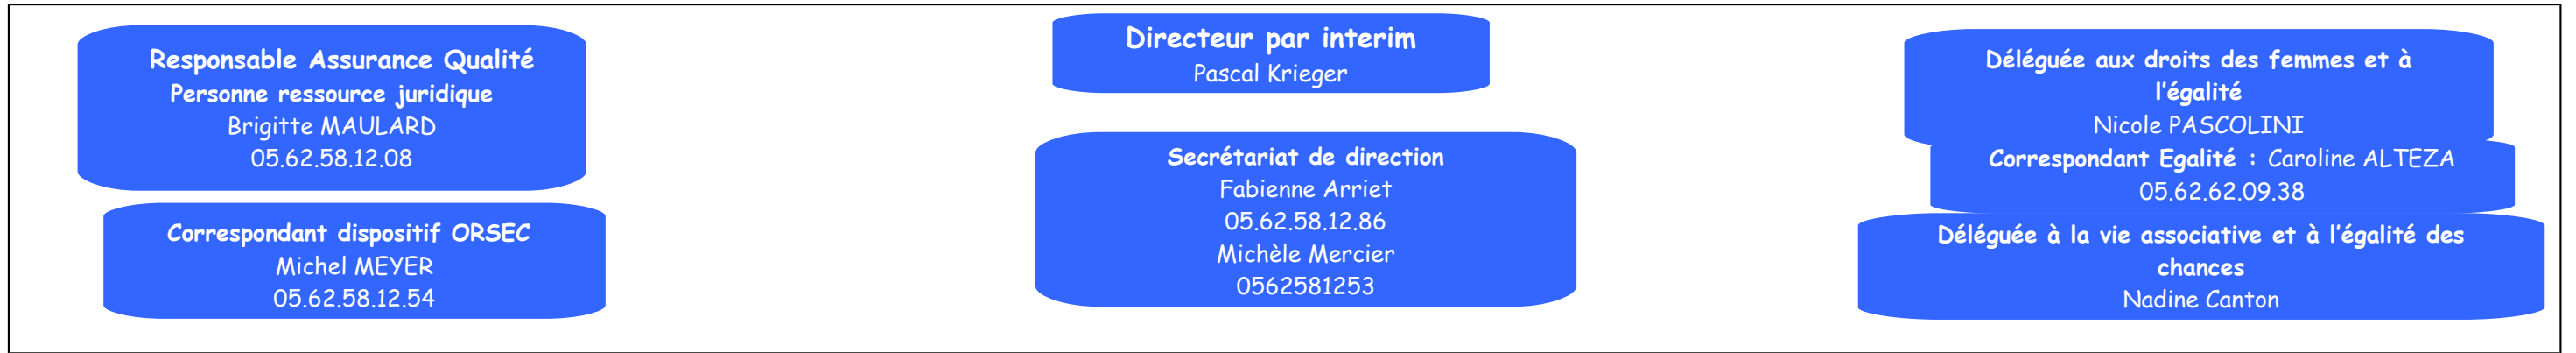 Responsable Assurance Qualité
Personne ressource juridique
Brigitte MAULARD
05.62.58.12.08
Correspondant dispositif ORSEC
Michel MEYER
05.62.58.12.54
Directeur par interim
Pascal Krieger
Secrétariat de direction
Fabienne Arriet
05.62.58.12.86
Michèle Mercier
0562581253
Déléguée aux droits des femmes et à
l'égalité
Nicole PASCOLINI
Correspondant Egalité : Caroline ALTEZA
05.62.62.09.38
Déléguée à la vie associative et à l'égalité des
chances
Nadine Canton